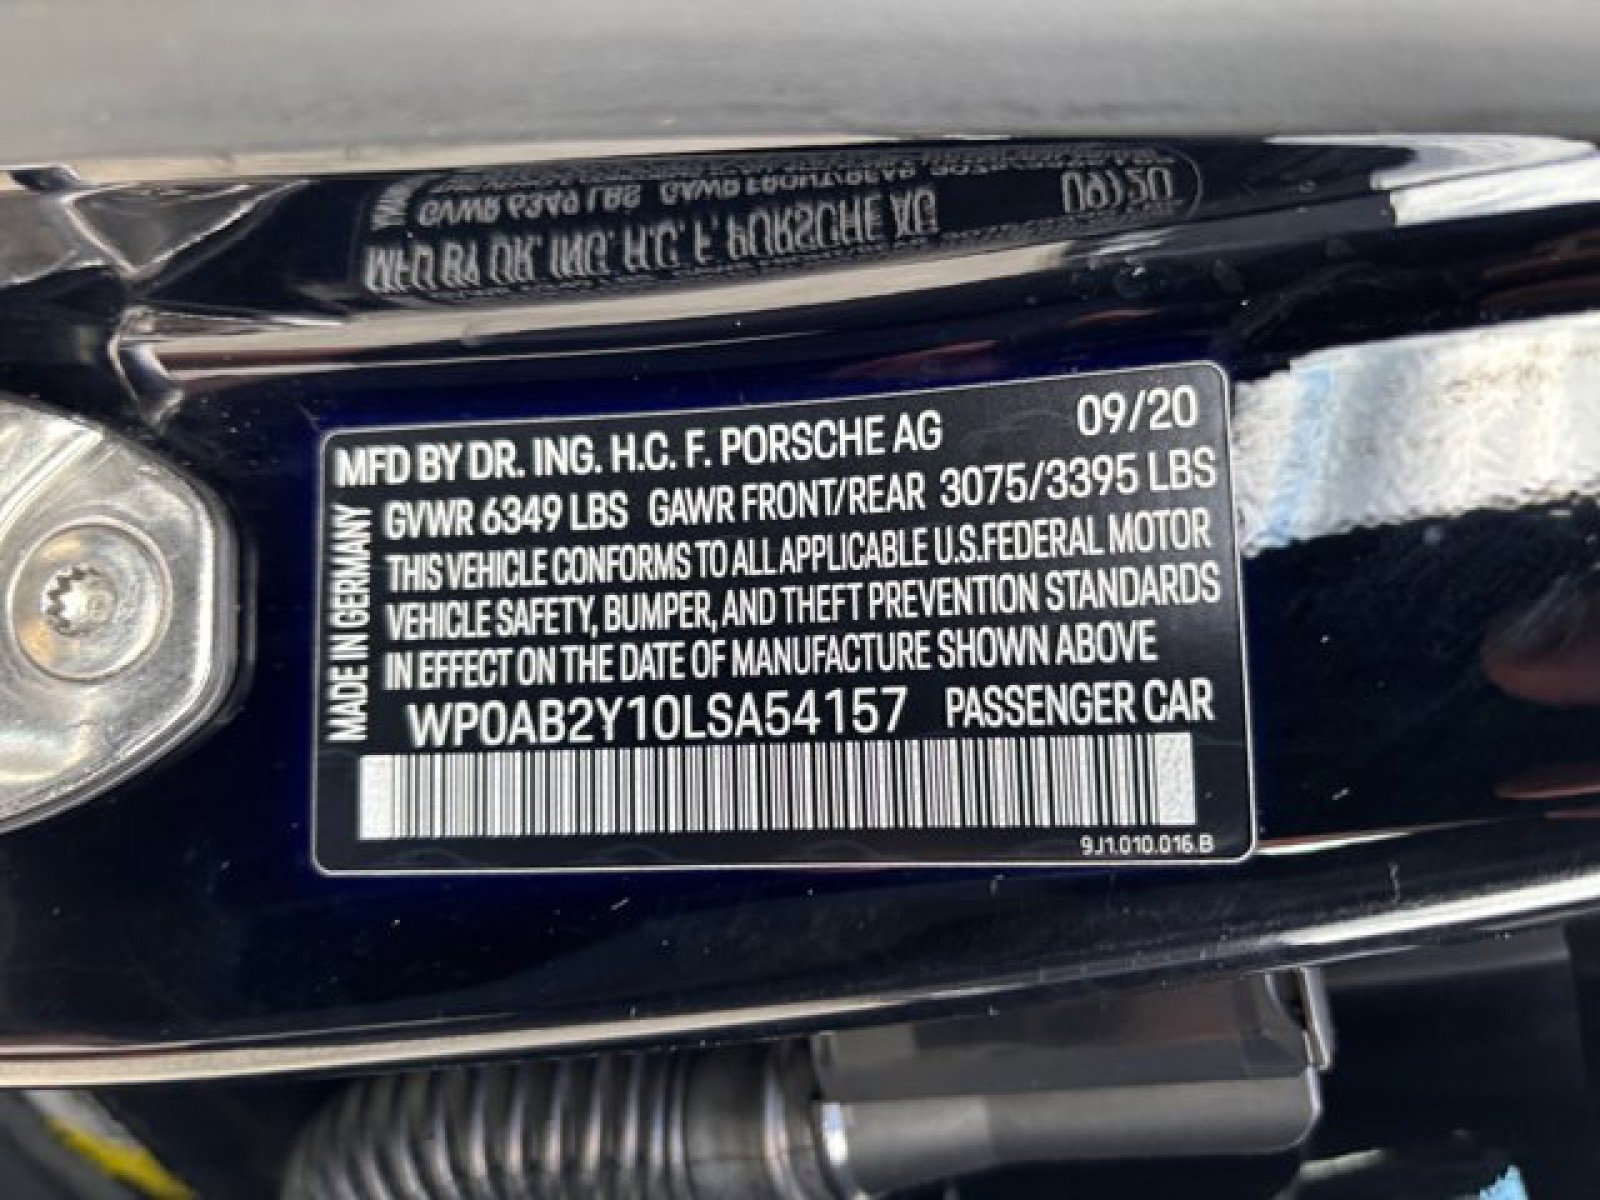 MFD BY DR. ING. H.C. F. PORSCHE AG 09/20
GVWR 6349 LBS GAWR FRONT/REAR 3075/3395 LBS
THIS VEHICLE CONFORMS TO ALL APPLICABLE U.S.FEDERAL MOTOR
VEHICLE SAFETY, BUMPER, AND THEFT PREVENTION STANDARDS
IN EFFECT ON THE DATE OF MANUFACTURE SHOWN ABOVE
WP0AB2Y10LSA54157 PASSENGER CAR
MADE IN GERMANY
9J1.010.016.B